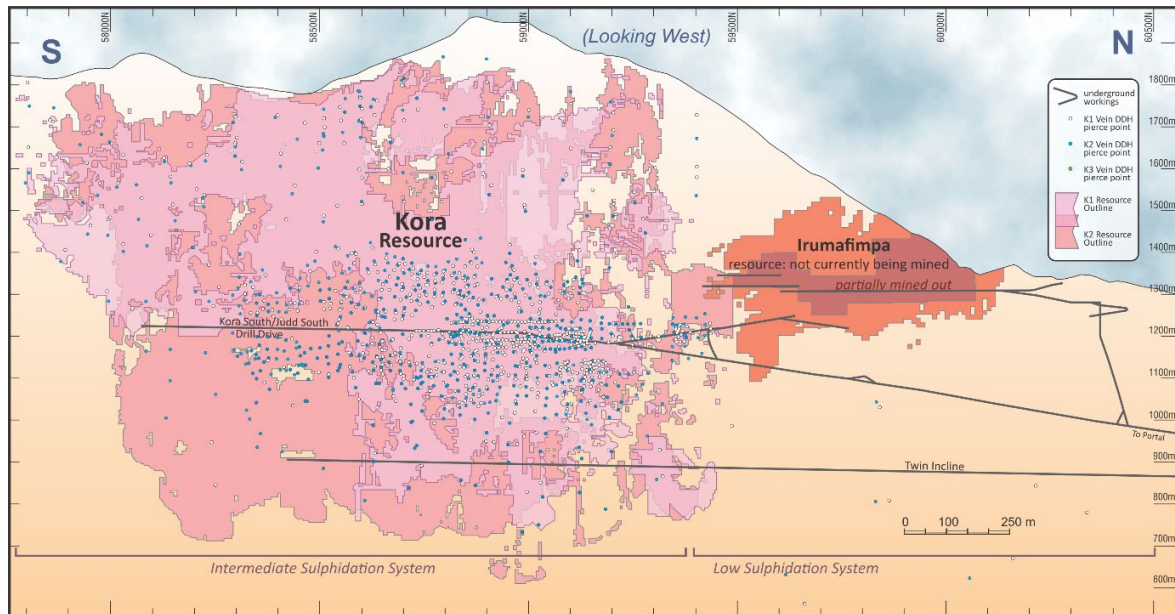 S
58000N
58500N
59000N
59500N
60000N
60500N
(Looking West)
N
underground
workings
K1 Vein DDH
pierce point
K2 Vein DDH
pierce point
K3 Vein DDH
pierce point
K1 Resource
Outline
K2 Resource
Outline
1800m
1700m
1600m
1500m
1400m
1300m
1200m
1100m
1000m
900m
800m
700m
600m
Kora
Resource
Irumafimpa
resource: not currently being mined
partially mined out
Kora South/Judd South
Drill Drive
To Portal
Twin Incline
0 100 250 m
Intermediate Sulphidation System
Low Sulphidation System